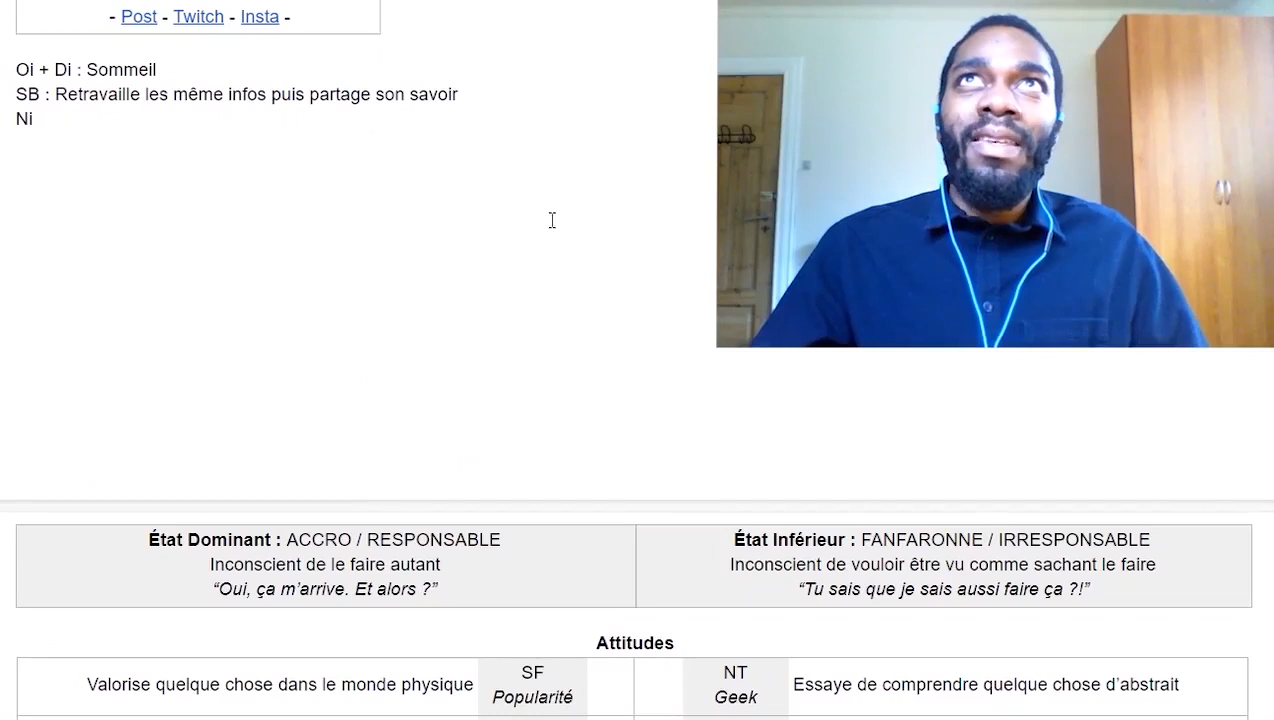 - Post - Twitch - Insta -
Oi + Di : Sommeil
SB : Retravaille les même infos puis partage son savoir
Ni
État Dominant : ACCRO / RESPONSABLE
Inconscient de le faire autant
“Oui, ça m’arrive. Et alors ?”
État Inférieur : FANFARONNE / IRRESPONSABLE
Inconscient de vouloir être vu comme sachant le faire
“Tu sais que je sais aussi faire ça ?!”
Attitudes
Valorise quelque chose dans le monde physique
SF
Popularité
NT
Geek
Essaye de comprendre quelque chose d’abstrait